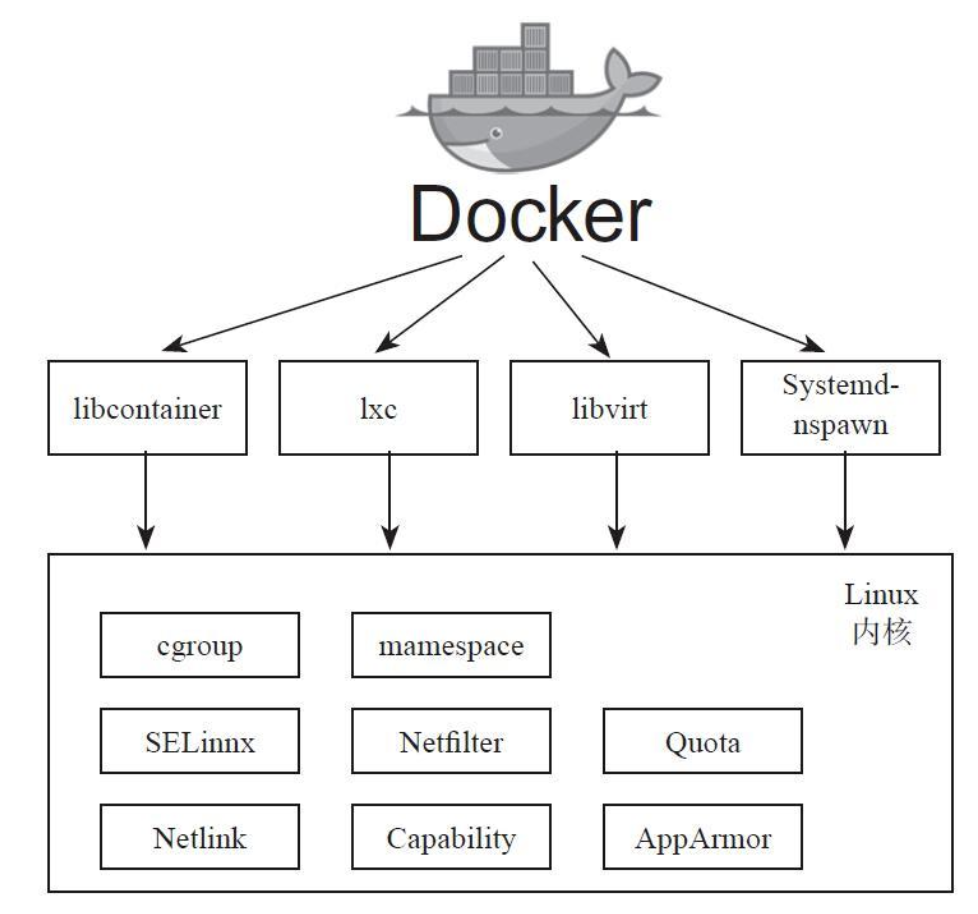 Docker
libcontainer
lxc
libvirt
Systemd-
nspawn
Linux
内核
cgroup
mamespace
SELinnx
Netfilter
Quota
Netlink
Capability
AppArmor